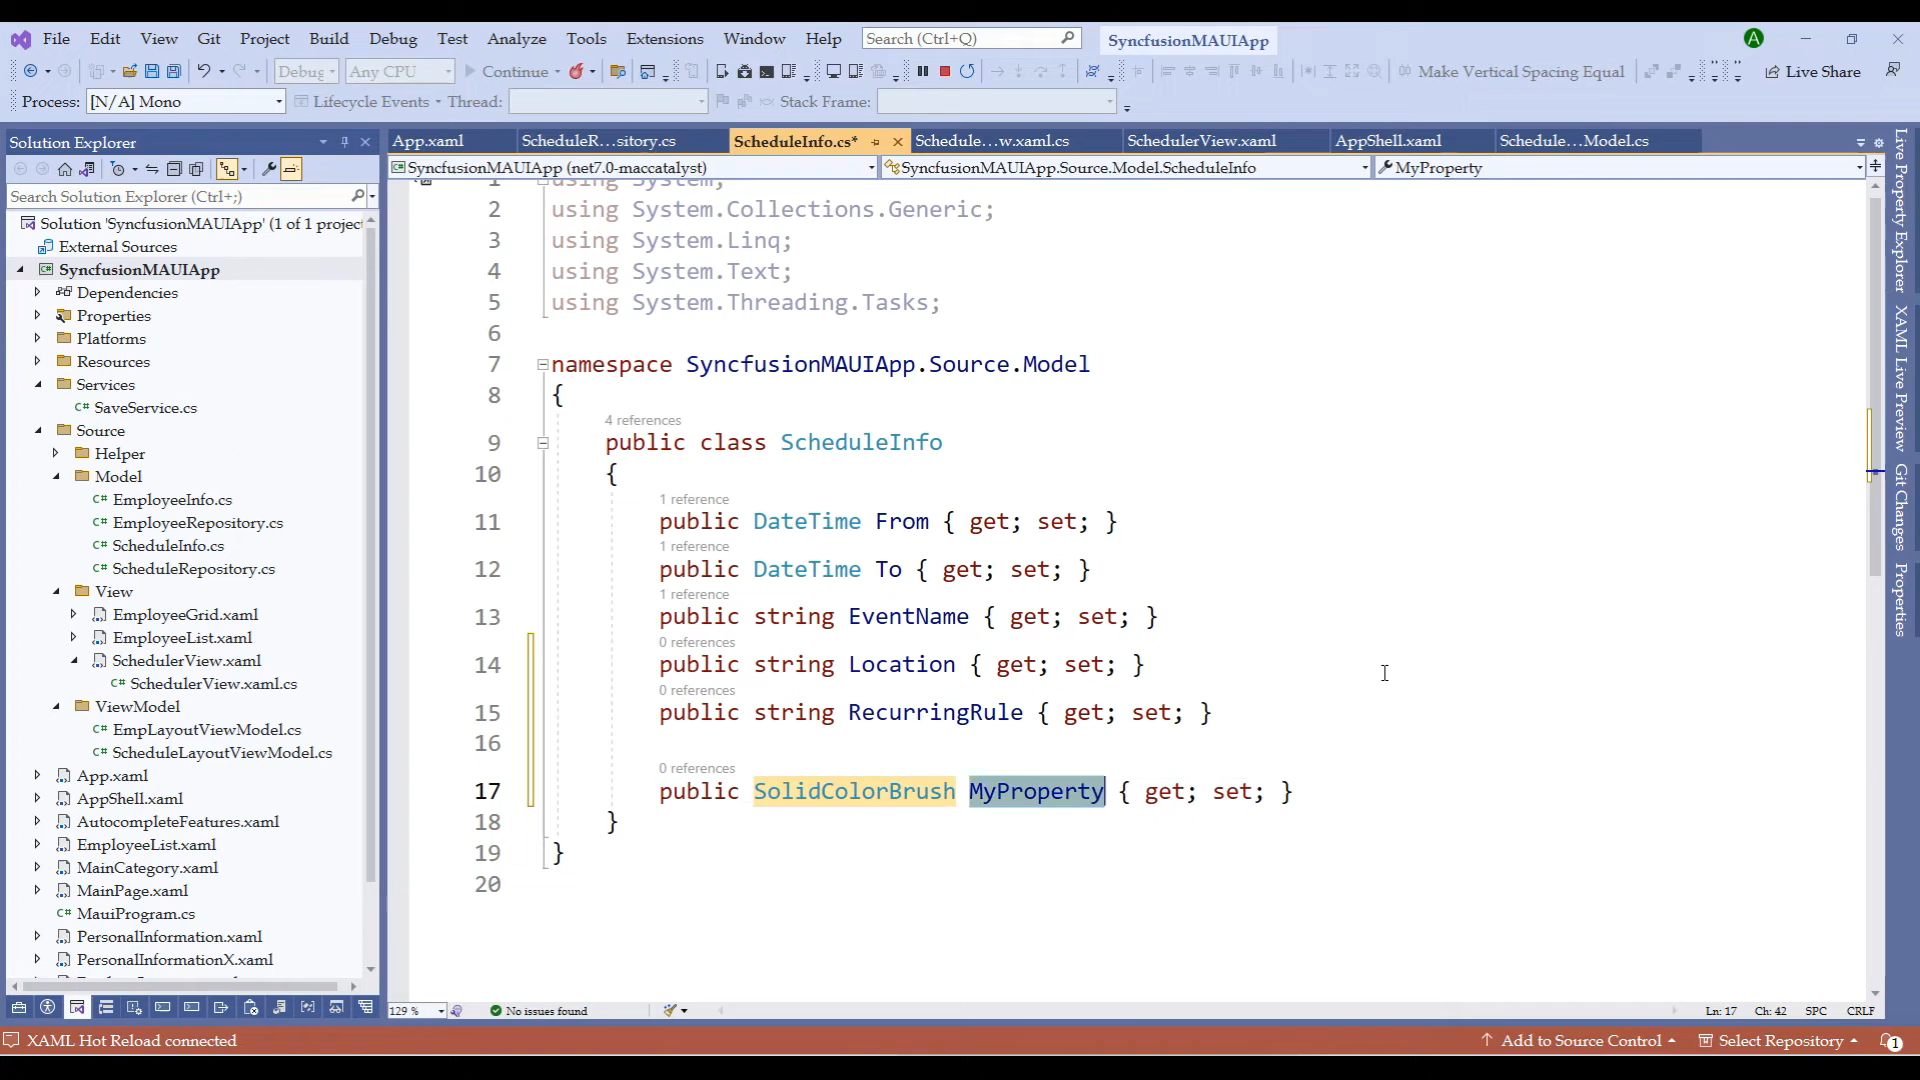 File Edit View Git Project Build Debug Test Analyze Tools Extensions Window Help Search (Ctrl+Q) SyncfusionMAUIApp A
Debug Any CPU Continue Make Vertical Spacing Equal Live Share
Process: [N/A] Mono Lifecycle Events Thread: Stack Frame:
Solution Explorer
App.xaml ScheduleR...sitory.cs ScheduleInfo.cs* Schedule...w.xaml.cs SchedulerView.xaml AppShell.xaml Schedule...Model.cs
SyncfusionMAUIApp (net7.0-maccatalyst) SyncfusionMAUIApp.Source.Model.ScheduleInfo MyProperty
Search Solution Explorer (Ctrl+;)
Solution 'SyncfusionMAUIApp' (1 of 1 projec
External Sources
SyncfusionMAUIApp
Dependencies
Properties
Platforms
Resources
Services
SaveService.cs
Source
Helper
Model
EmployeeInfo.cs
EmployeeRepository.cs
ScheduleInfo.cs
ScheduleRepository.cs
View
EmployeeGrid.xaml
EmployeeList.xaml
SchedulerView.xaml
SchedulerView.xaml.cs
ViewModel
EmpLayoutViewModel.cs
ScheduleLayoutViewModel.cs
App.xaml
AppShell.xaml
AutocompleteFeatures.xaml
EmployeeList.xaml
MainCategory.xaml
MainPage.xaml
MauiProgram.cs
PersonalInformation.xaml
PersonalInformationX.xaml
1 using System;
2 using System.Collections.Generic;
3 using System.Linq;
4 using System.Text;
5 using System.Threading.Tasks;
6
7 namespace SyncfusionMAUIApp.Source.Model
8 {
4 references
9 public class ScheduleInfo
10 {
1 reference
11 public DateTime From { get; set; }
1 reference
12 public DateTime To { get; set; }
1 reference
13 public string EventName { get; set; }
0 references
14 public string Location { get; set; }
0 references
15 public string RecurringRule { get; set; }
16
0 references
17 public SolidColorBrush MyProperty { get; set; }
18 }
19 }
20
Live Property Explorer
XAML Live Preview
Git Changes
Properties
129 % No issues found Ln: 17 Ch: 42 SPC CRLF
XAML Hot Reload connected Add to Source Control Select Repository 1